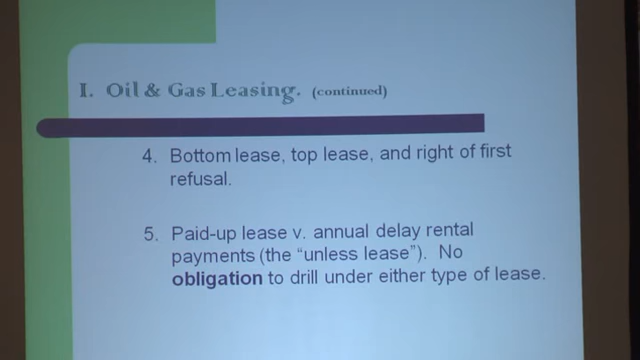 I. Oil & Gas Leasing. (continued)
4. Bottom lease, top lease, and right of first
refusal.
5. Paid-up lease v. annual delay rental
payments (the “unless lease”). No
obligation to drill under either type of lease.